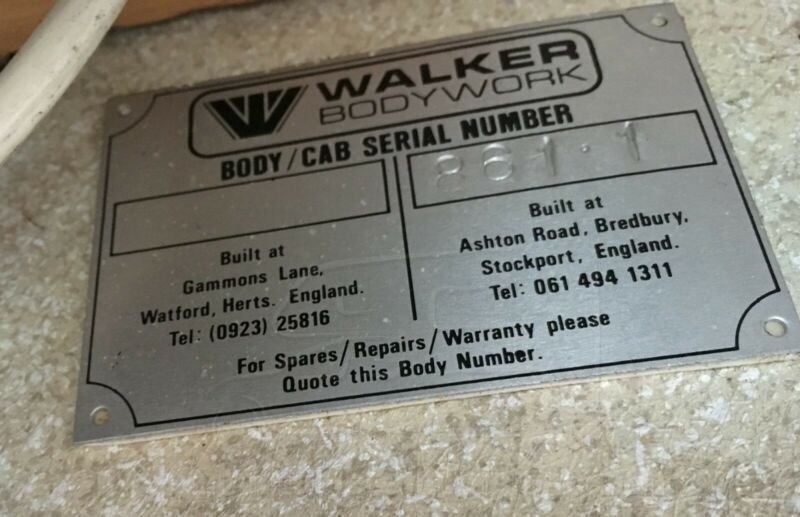 WALKER
BODYWORK
BODY/CAB SERIAL NUMBER
861·1
Built at
Gammons Lane,
Watford, Herts. England.
Tel: (0923) 25816
Built at
Ashton Road, Bredbury,
Stockport, England.
Tel: 061 494 1311
For Spares/Repairs/Warranty please
Quote this Body Number.